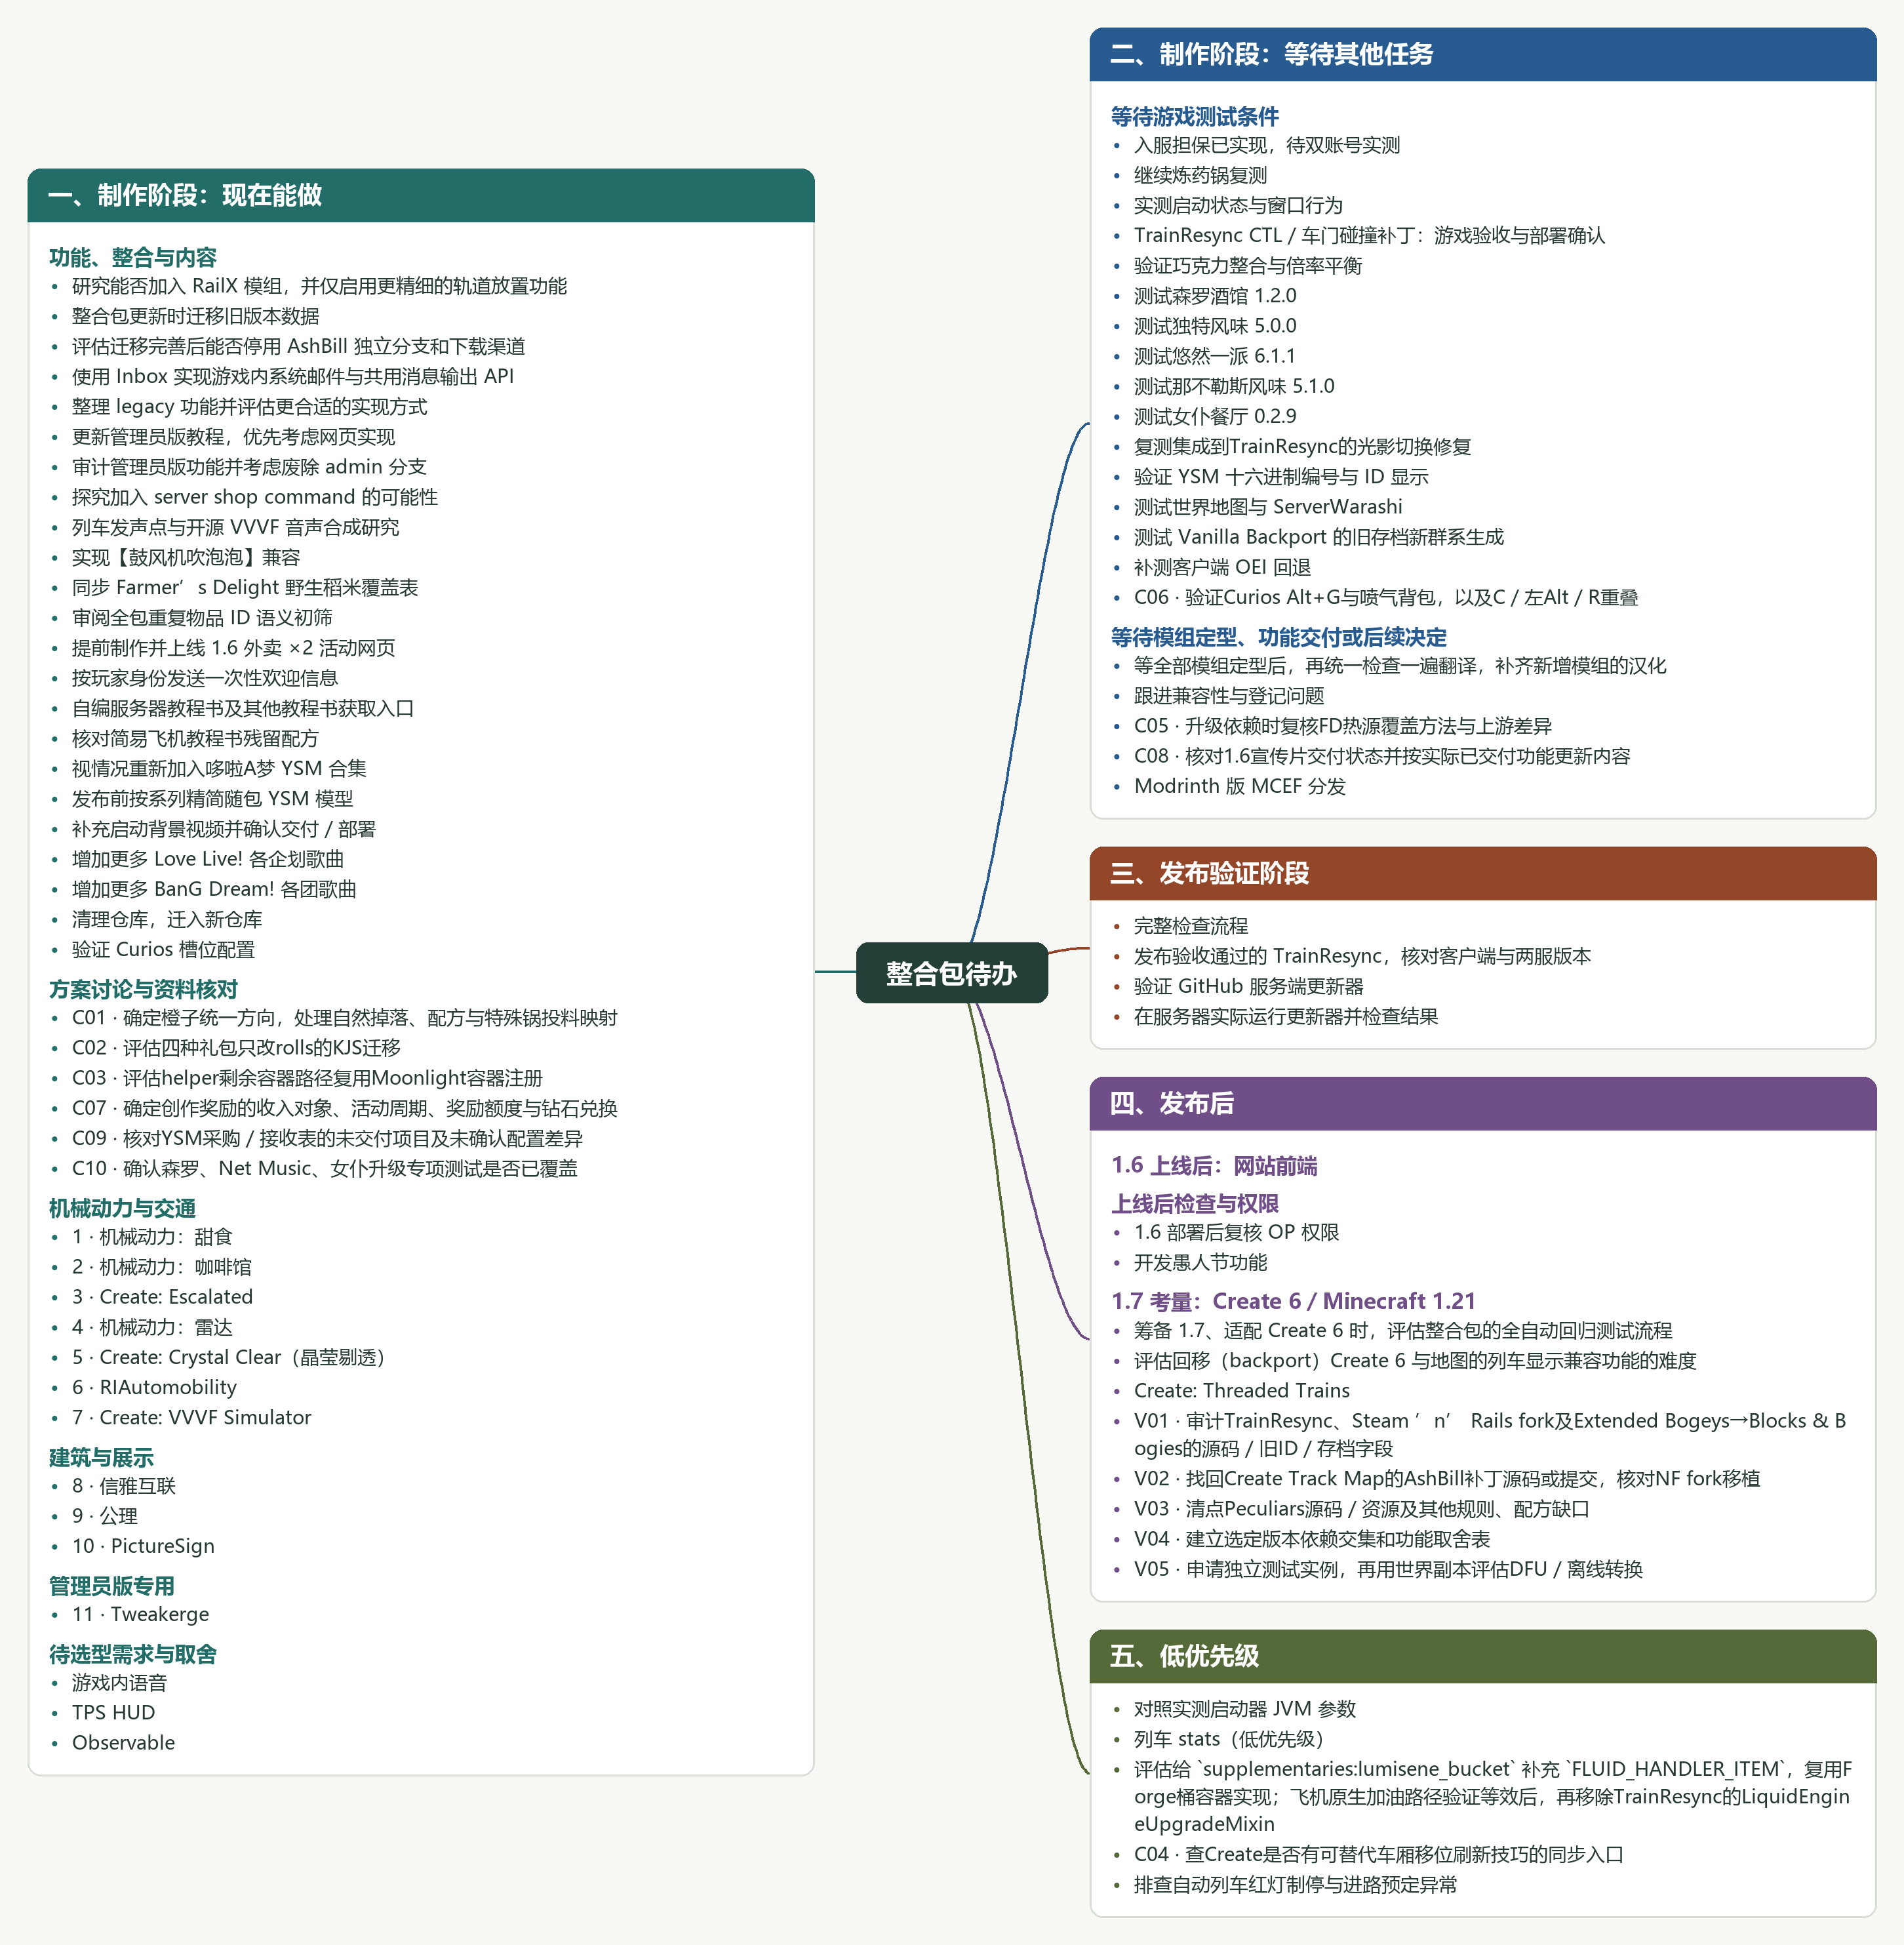 一、制作阶段：现在能做
功能、整合与内容
• 研究能否加入 RailX 模组，并仅启用更精细的轨道放置功能
• 整合包更新时迁移旧版本数据
• 评估迁移完善后能否停用 AshBill 独立分支和下载渠道
• 使用 Inbox 实现游戏内系统邮件与共用消息输出 API
• 整理 legacy 功能并评估更合适的实现方式
• 更新管理员版教程，优先考虑网页实现
• 审计管理员版功能并考虑废除 admin 分支
• 探究加入 server shop command 的可能性
• 列车发声点与开源 VVVF 音声合成研究
• 实现【鼓风机吹泡泡】兼容
• 同步 Farmer’s Delight 野生稻米覆盖表
• 审阅全包重复物品 ID 语义初筛
• 提前制作并上线 1.6 外卖 ×2 活动网页
• 按玩家身份发送一次性欢迎信息
• 自编服务器教程书及其他教程书获取入口
• 核对简易飞机教程书残留配方
• 视情况重新加入哆啦A梦 YSM 合集
• 发布前按系列精简随包 YSM 模型
• 补充启动背景视频并确认交付 / 部署
• 增加更多 Love Live! 各企划歌曲
• 增加更多 BanG Dream! 各团歌曲
• 清理仓库，迁入新仓库
• 验证 Curios 槽位配置
方案讨论与资料核对
• C01 · 确定橙子统一方向，处理自然掉落、配方与特殊锅投料映射
• C02 · 评估四种礼包只改rolls的KJS迁移
• C03 · 评估helper剩余容器路径复用Moonlight容器注册
• C07 · 确定创作奖励的收入对象、活动周期、奖励额度与钻石兑换
• C09 · 核对YSM采购 / 接收表的未交付项目及未确认配置差异
• C10 · 确认森罗、Net Music、女仆升级专项测试是否已覆盖
机械动力与交通
• 1 · 机械动力：甜食
• 2 · 机械动力：咖啡馆
• 3 · Create: Escalated
• 4 · 机械动力：雷达
• 5 · Create: Crystal Clear（晶莹剔透）
• 6 · RIAutomobility
• 7 · Create: VVVF Simulator
建筑与展示
• 8 · 信雅互联
• 9 · 公理
• 10 · PictureSign
管理员版专用
• 11 · Tweakerge
待选型需求与取舍
• 游戏内语音
• TPS HUD
• Observable
整合包待办
二、制作阶段：等待其他任务
等待游戏测试条件
• 入服担保已实现，待双账号实测
• 继续炼药锅复测
• 实测启动状态与窗口行为
• TrainResync CTL / 车门碰撞补丁：游戏验收与部署确认
• 验证巧克力整合与倍率平衡
• 测试森罗酒馆 1.2.0
• 测试独特风味 5.0.0
• 测试悠然一派 6.1.1
• 测试那不勒斯风味 5.1.0
• 测试女仆餐厅 0.2.9
• 复测集成到TrainResync的光影切换修复
• 验证 YSM 十六进制编号与 ID 显示
• 测试世界地图与 ServerWarashi
• 测试 Vanilla Backport 的旧存档新群系生成
• 补测客户端 OEI 回退
• C06 · 验证Curios Alt+G与喷气背包，以及C / 左Alt / R重叠
等待模组定型、功能交付或后续决定
• 等全部模组定型后，再统一检查一遍翻译，补齐新增模组的汉化
• 跟进兼容性与登记问题
• C05 · 升级依赖时复核FD热源覆盖方法与上游差异
• C08 · 核对1.6宣传片交付状态并按实际已交付功能更新内容
• Modrinth 版 MCEF 分发
三、发布验证阶段
• 完整检查流程
• 发布验收通过的 TrainResync，核对客户端与两服版本
• 验证 GitHub 服务端更新器
• 在服务器实际运行更新器并检查结果
四、发布后
1.6 上线后：网站前端
上线后检查与权限
• 1.6 部署后复核 OP 权限
• 开发愚人节功能
1.7 考量：Create 6 / Minecraft 1.21
• 筹备 1.7、适配 Create 6 时，评估整合包的全自动回归测试流程
• 评估回移（backport）Create 6 与地图的列车显示兼容功能的难度
• Create: Threaded Trains
• V01 · 审计TrainResync、Steam ’n’ Rails fork及Extended Bogeys→Blocks & B
ogies的源码 / 旧ID / 存档字段
• V02 · 找回Create Track Map的AshBill补丁源码或提交，核对NF fork移植
• V03 · 清点Peculiars源码 / 资源及其他规则、配方缺口
• V04 · 建立选定版本依赖交集和功能取舍表
• V05 · 申请独立测试实例，再用世界副本评估DFU / 离线转换
五、低优先级
• 对照实测启动器 JVM 参数
• 列车 stats（低优先级）
• 评估给 `supplementaries:lumisene_bucket` 补充 `FLUID_HANDLER_ITEM`，复用F
orge桶容器实现；飞机原生加油路径验证等效后，再移除TrainResync的LiquidEngin
eUpgradeMixin
• C04 · 查Create是否有可替代车厢移位刷新技巧的同步入口
• 排查自动列车红灯制停与进路预定异常